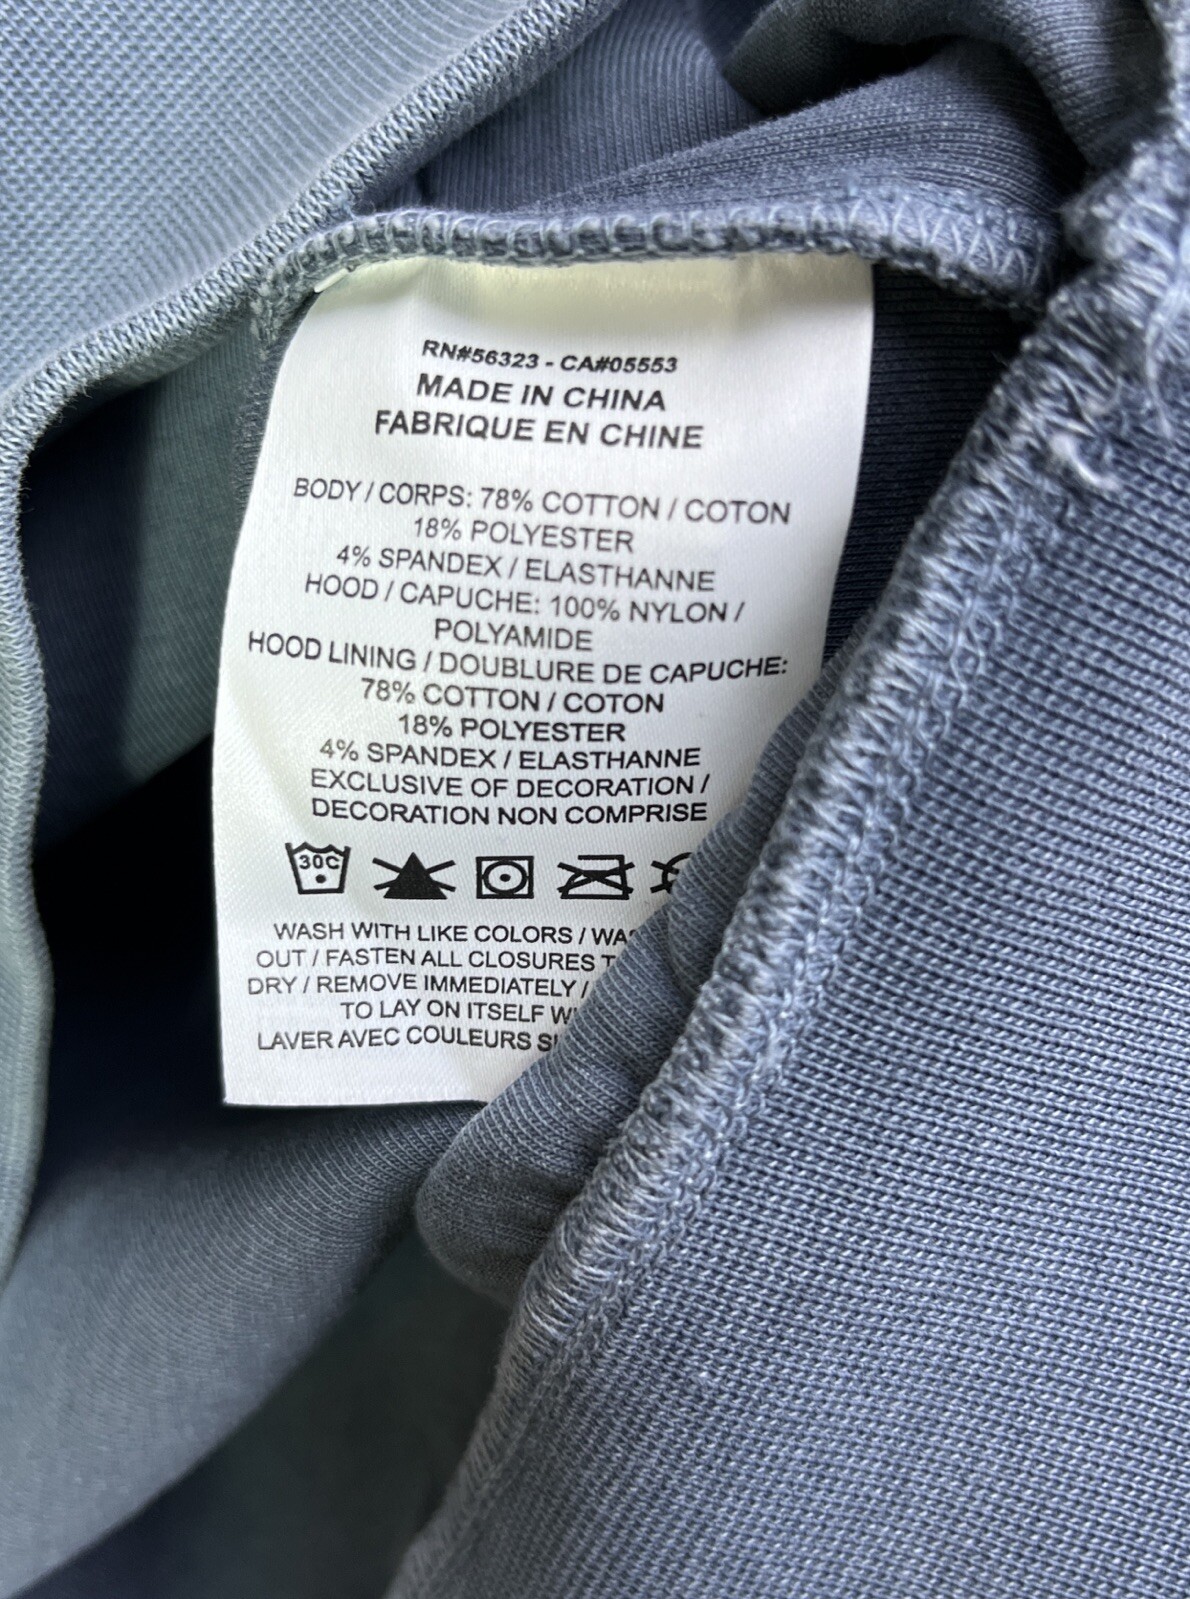 RN#56323 - CA#05553
MADE IN CHINA
FABRIQUE EN CHINE
BODY / CORPS: 78% COTTON / COTON
18% POLYESTER
4% SPANDEX / ELASTHANNE
HOOD / CAPUCHE: 100% NYLON /
POLYAMIDE
HOOD LINING / DOUBLURE DE CAPUCHE:
78% COTTON / COTON
18% POLYESTER
4% SPANDEX / ELASTHANNE
EXCLUSIVE OF DECORATION /
DECORATION NON COMPRISE
30C
WASH WITH LIKE COLORS /
OUT / FASTEN ALL CLOSURES
DRY / REMOVE IMMEDIATELY /
TO LAY ON ITSELF
LAVER AVEC COULEURS